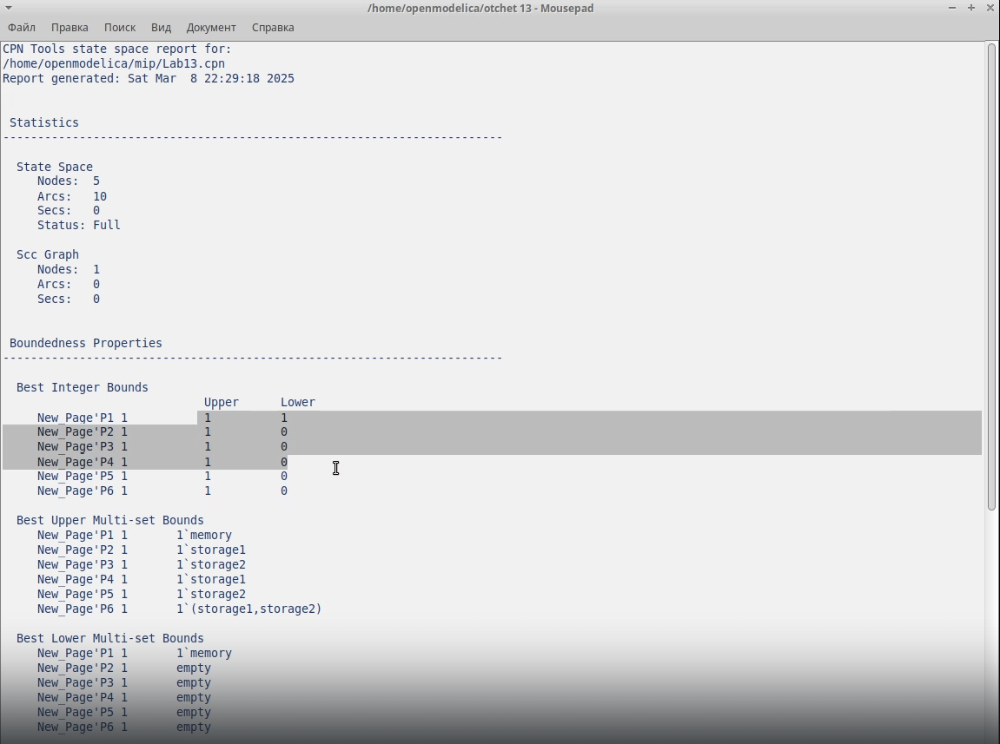 /home/openmodelica/otchet 13 - Mousepad
Файл Правка Поиск Вид Документ Справка
CPN Tools state space report for:
/home/openmodelica/mip/Lab13.cpn
Report generated: Sat Mar  8 22:29:18 2025
Statistics
------------------------------------------------------------------------
State Space
Nodes:  5
Arcs:   10
Secs:   0
Status: Full
Scc Graph
Nodes:  1
Arcs:   0
Secs:   0
Boundedness Properties
------------------------------------------------------------------------
Best Integer Bounds
Upper      Lower
New_Page'P1 1           1          1
New_Page'P2 1           1          0
New_Page'P3 1           1          0
New_Page'P4 1           1          0
New_Page'P5 1           1          0
New_Page'P6 1           1          0
Best Upper Multi-set Bounds
New_Page'P1 1       1`memory
New_Page'P2 1       1`storage1
New_Page'P3 1       1`storage2
New_Page'P4 1       1`storage1
New_Page'P5 1       1`storage2
New_Page'P6 1       1`(storage1,storage2)
Best Lower Multi-set Bounds
New_Page'P1 1       1`memory
New_Page'P2 1       empty
New_Page'P3 1       empty
New_Page'P4 1       empty
New_Page'P5 1       empty
New_Page'P6 1       empty